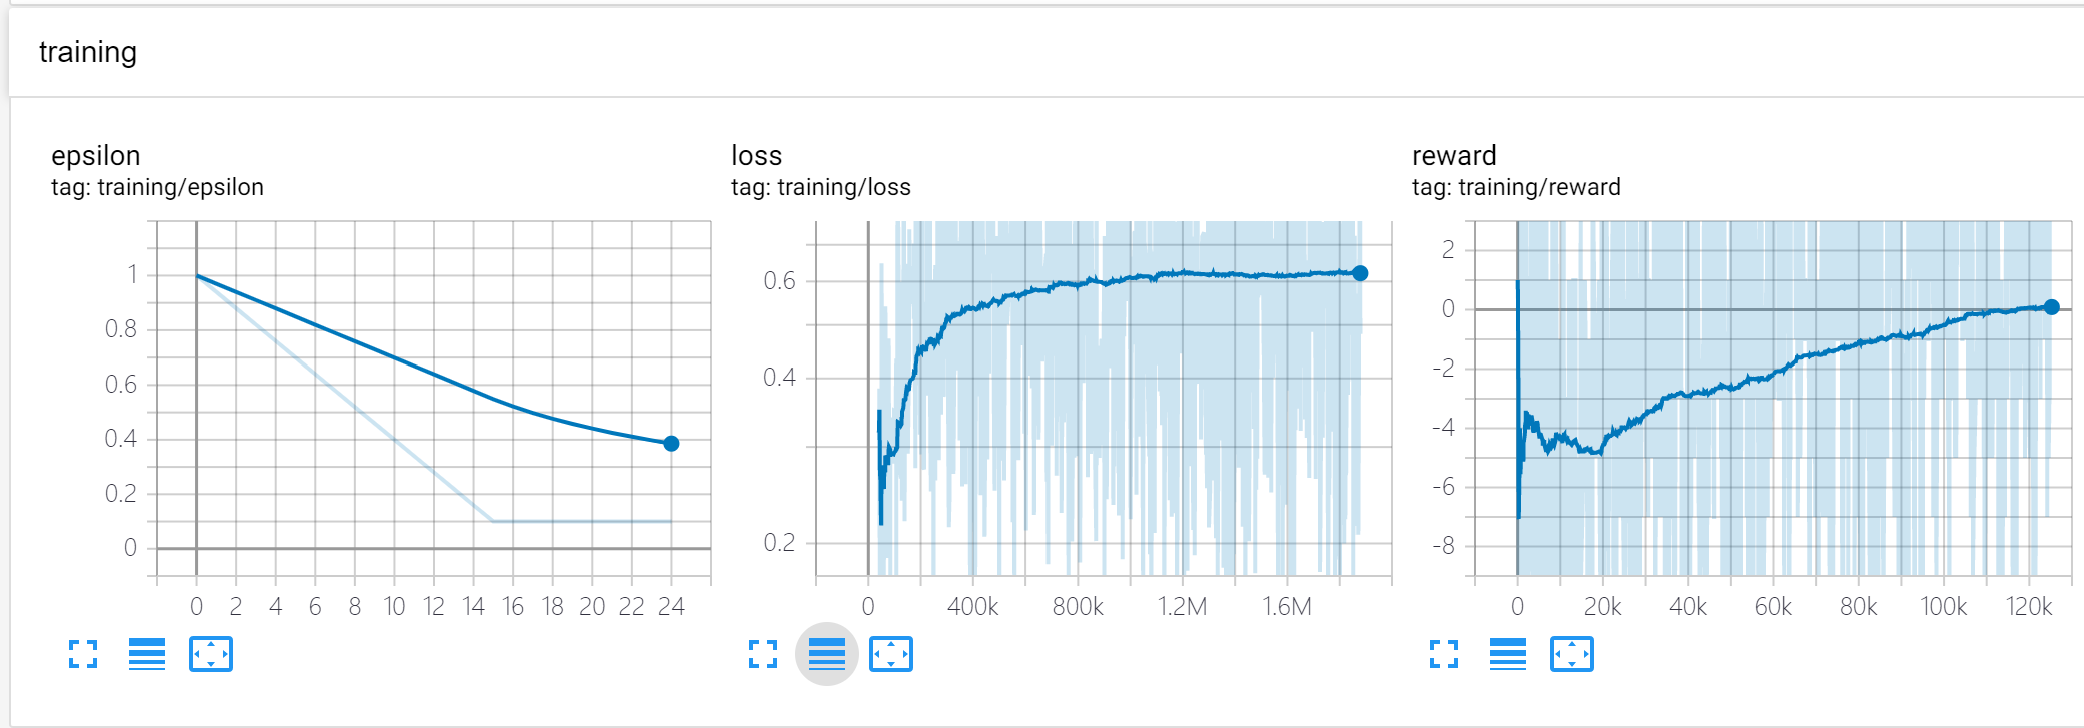 training
epsilon
tag: training/epsilon
1
0.8
0.6
0.4
0.2
0
0 2 4 6 8 10 12 14 16 18 20 22 24
loss
tag: training/loss
0.6
0.4
0.2
0 400k 800k 1.2M 1.6M
reward
tag: training/reward
2
0
-2
-4
-6
-8
0 20k 40k 60k 80k 100k 120k